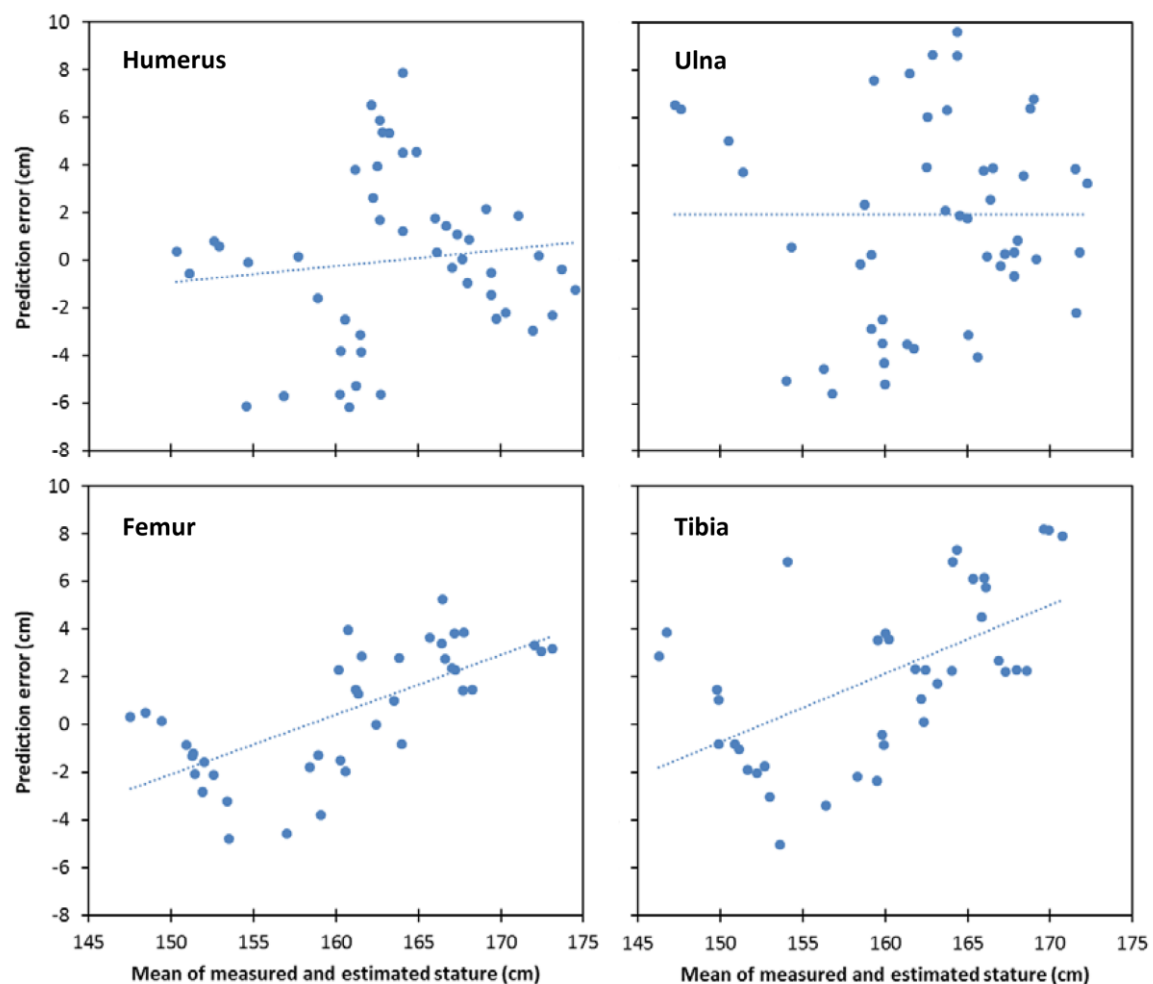 Humerus
Ulna
Prediction error (cm)
10
8
6
4
2
0
-2
-4
-6
-8
Femur
Tibia
Prediction error (cm)
10
8
6
4
2
0
-2
-4
-6
-8
145 150 155 160 165 170 175
145 150 155 160 165 170 175
Mean of measured and estimated stature (cm)
Mean of measured and estimated stature (cm)